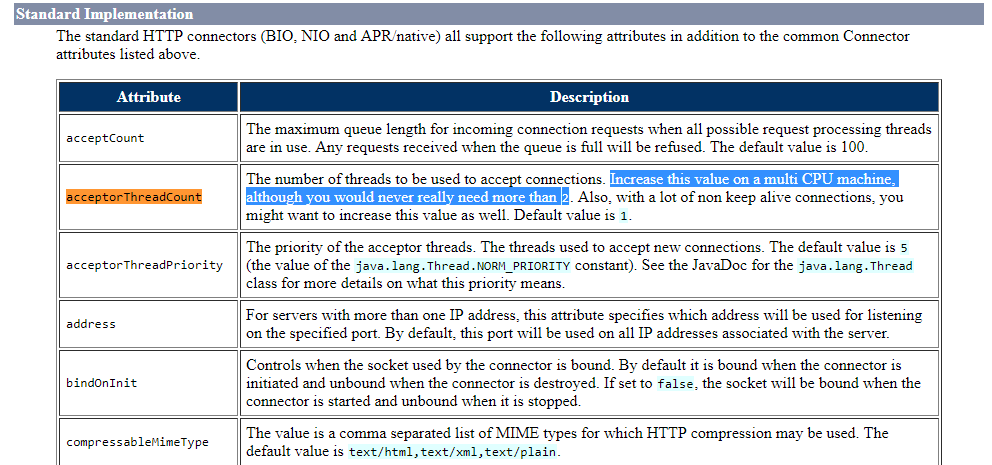 Standard Implementation
The standard HTTP connectors (BIO, NIO and APR/native) all support the following attributes in addition to the common Connector
attributes listed above.
Attribute Description
acceptCount
The maximum queue length for incoming connection requests when all possible request processing threads
are in use. Any requests received when the queue is full will be refused. The default value is 100.
acceptorThreadCount
The number of threads to be used to accept connections. Increase this value on a multi CPU machine,
although you would never really need more than 2. Also, with a lot of non keep alive connections, you
might want to increase this value as well. Default value is 1.
acceptorThreadPriority
The priority of the acceptor threads. The threads used to accept new connections. The default value is 5
(the value of the java.lang.Thread.NORM_PRIORITY constant). See the JavaDoc for the java.lang.Thread
class for more details on what this priority means.
address
For servers with more than one IP address, this attribute specifies which address will be used for listening
on the specified port. By default, this port will be used on all IP addresses associated with the server.
bindOnInit
Controls when the socket used by the connector is bound. By default it is bound when the connector is
initiated and unbound when the connector is destroyed. If set to false, the socket will be bound when the
connector is started and unbound when it is stopped.
compressableMimeType
The value is a comma separated list of MIME types for which HTTP compression may be used. The
default value is text/html,text/xml,text/plain.